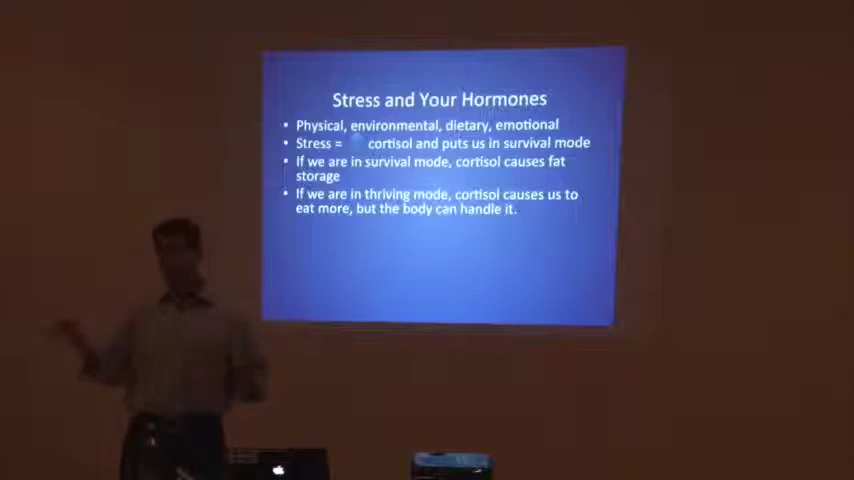 Stress and Your Hormones
• Physical, environmental, dietary, emotional
• Stress = cortisol and puts us in survival mode
• If we are in survival mode, cortisol causes fat
storage
• If we are in thriving mode, cortisol causes us to
eat more, but the body can handle it.